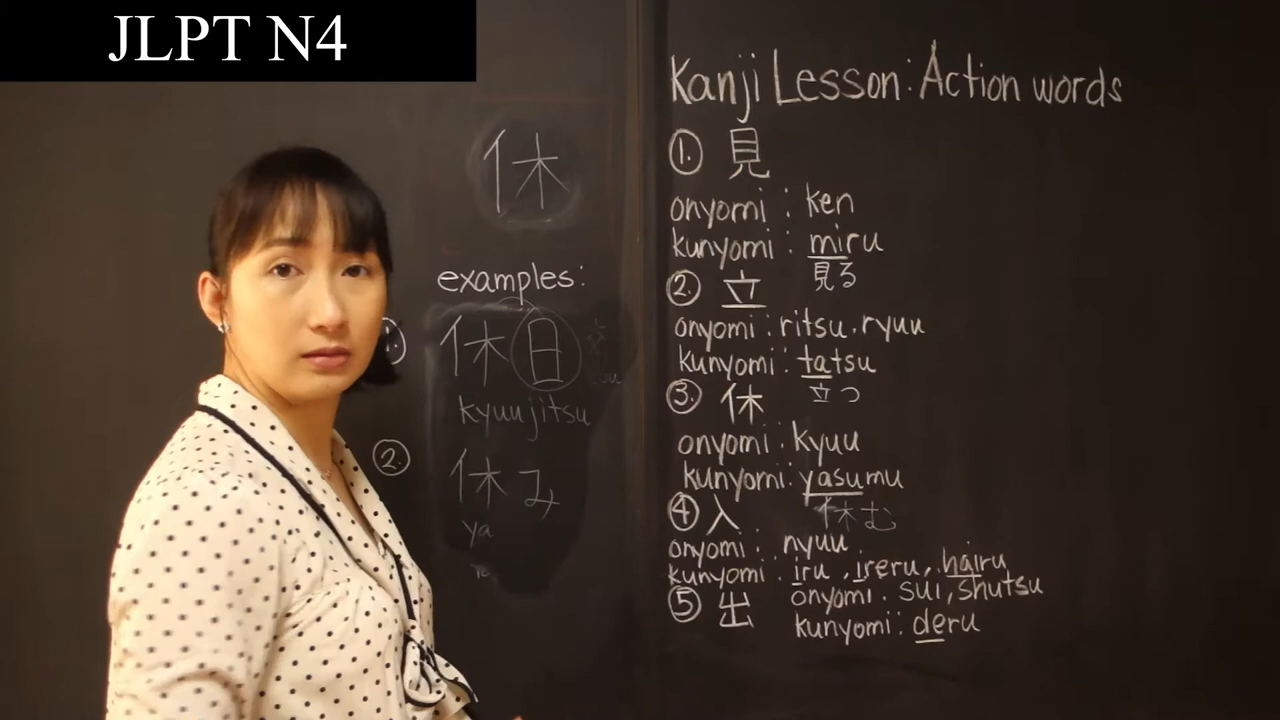 JLPT N4
休
examples:
1. 休日
kyuujitsu
2. 休み
ya
Kanji Lesson: Action words
1. 見
onyomi : ken
kunyomi : miru
見る
2. 立
onyomi : ritsu . ryuu
kunyomi : tatsu
立つ
3. 休
onyomi : kyuu
kunyomi : yasumu
休む
4 入
onyomi : nyuu
kunyomi : iru , ireru , hairu
5 出 onyomi : sui, shutsu
kunyomi : deru